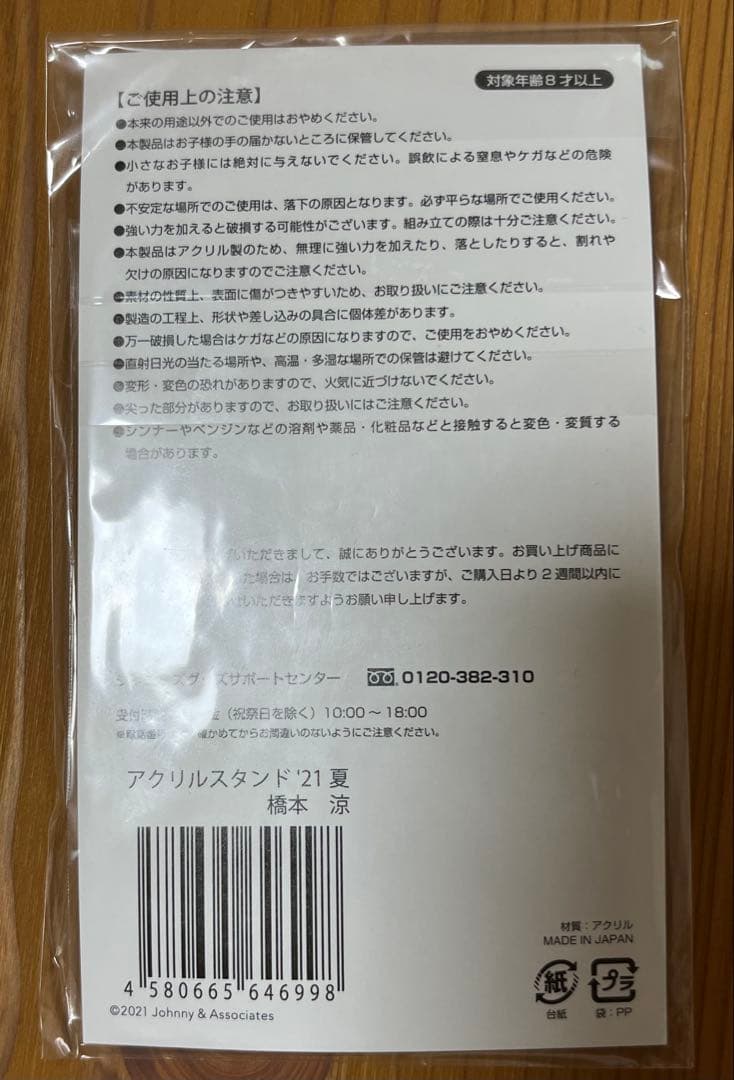 対象年齢8才以上
【ご使用上の注意】
●本来の用途以外でのご使用はおやめください。
●本製品はお子様の手の届かないところに保管してください。
●小さなお子様には絶対に与えないでください。誤飲による窒息やケガなどの危険
があります。
●不安定な場所でのご使用は、落下の原因となります。必ず平らな場所でご使用ください。
●強い力を加えると破損する可能性がございます。組み立ての際は十分ご注意ください。
●本製品はアクリル製のため、無理に強い力を加えたり、落としたりすると、割れや
欠けの原因になりますのでご注意ください。
●素材の性質上、表面に傷がつきやすいため、お取り扱いにご注意ください。
●製造の工程上、形状や差し込みの具合に個体差があります。
●万一破損した場合はケガなどの原因になりますので、ご使用をおやめください。
●直射日光の当たる場所や、高温・多湿な場所での保管は避けてください。
●変形・変色の恐れがありますので、火気に近づけないでください。
●尖った部分がありますので、お取り扱いにはご注意ください。
●シンナーやベンジンなどの溶剤や薬品・化粧品などと接触すると変色・変質する
場合があります。
いただきまして、誠にありがとうございます。お買い上げ商品に
た場合は、お手数ではございますが、ご購入日より2週間以内に
いただきますようお願い申し上げます。
グッズサポートセンター 0120-382-310
受付 （祝祭日を除く）10:00～18:00
※電話番号 確かめてからお間違いのないようにご注意ください。
アクリルスタンド '21 夏
橋本 涼
4 580665 646998
©2021 Johnny & Associates
材質：アクリル
MADE IN JAPAN
紙 プラ
台紙 袋：PP